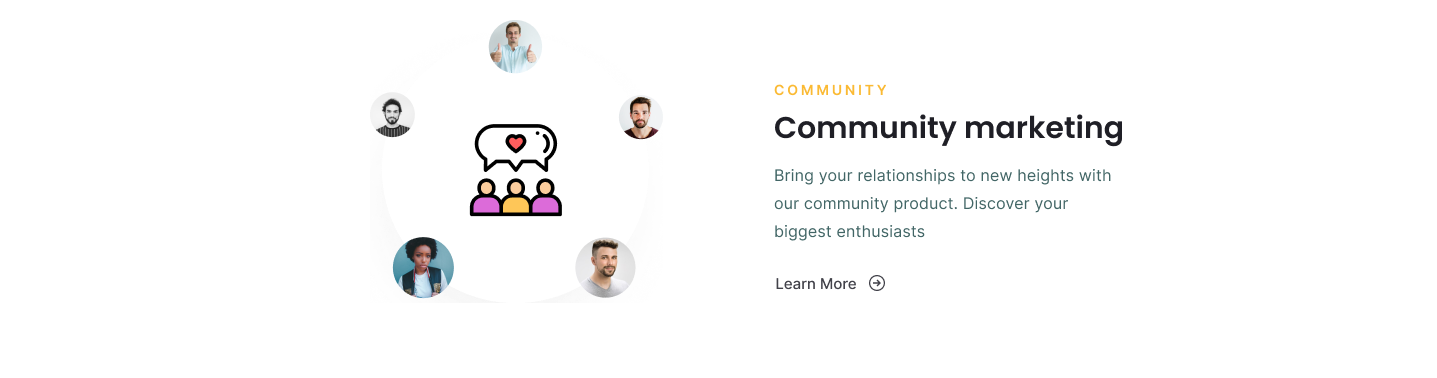 COMMUNITY
Community marketing
Bring your relationships to new heights with
our community product. Discover your
biggest enthusiasts
Learn More